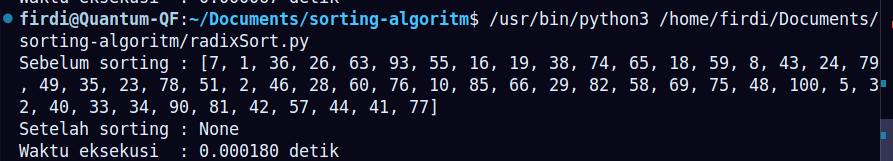 firdi@Quantum-QF:~/Documents/sorting-algoritm$ /usr/bin/python3 /home/firdi/Documents/
sorting-algoritm/radixSort.py
Sebelum sorting : [7, 1, 36, 26, 63, 93, 55, 16, 19, 38, 74, 65, 18, 59, 8, 43, 24, 79
, 49, 35, 23, 78, 51, 2, 46, 28, 60, 76, 10, 85, 66, 29, 82, 58, 69, 75, 48, 100, 5, 3
2, 40, 33, 34, 90, 81, 42, 57, 44, 41, 77]
Setelah sorting : None
Waktu eksekusi  : 0.000180 detik